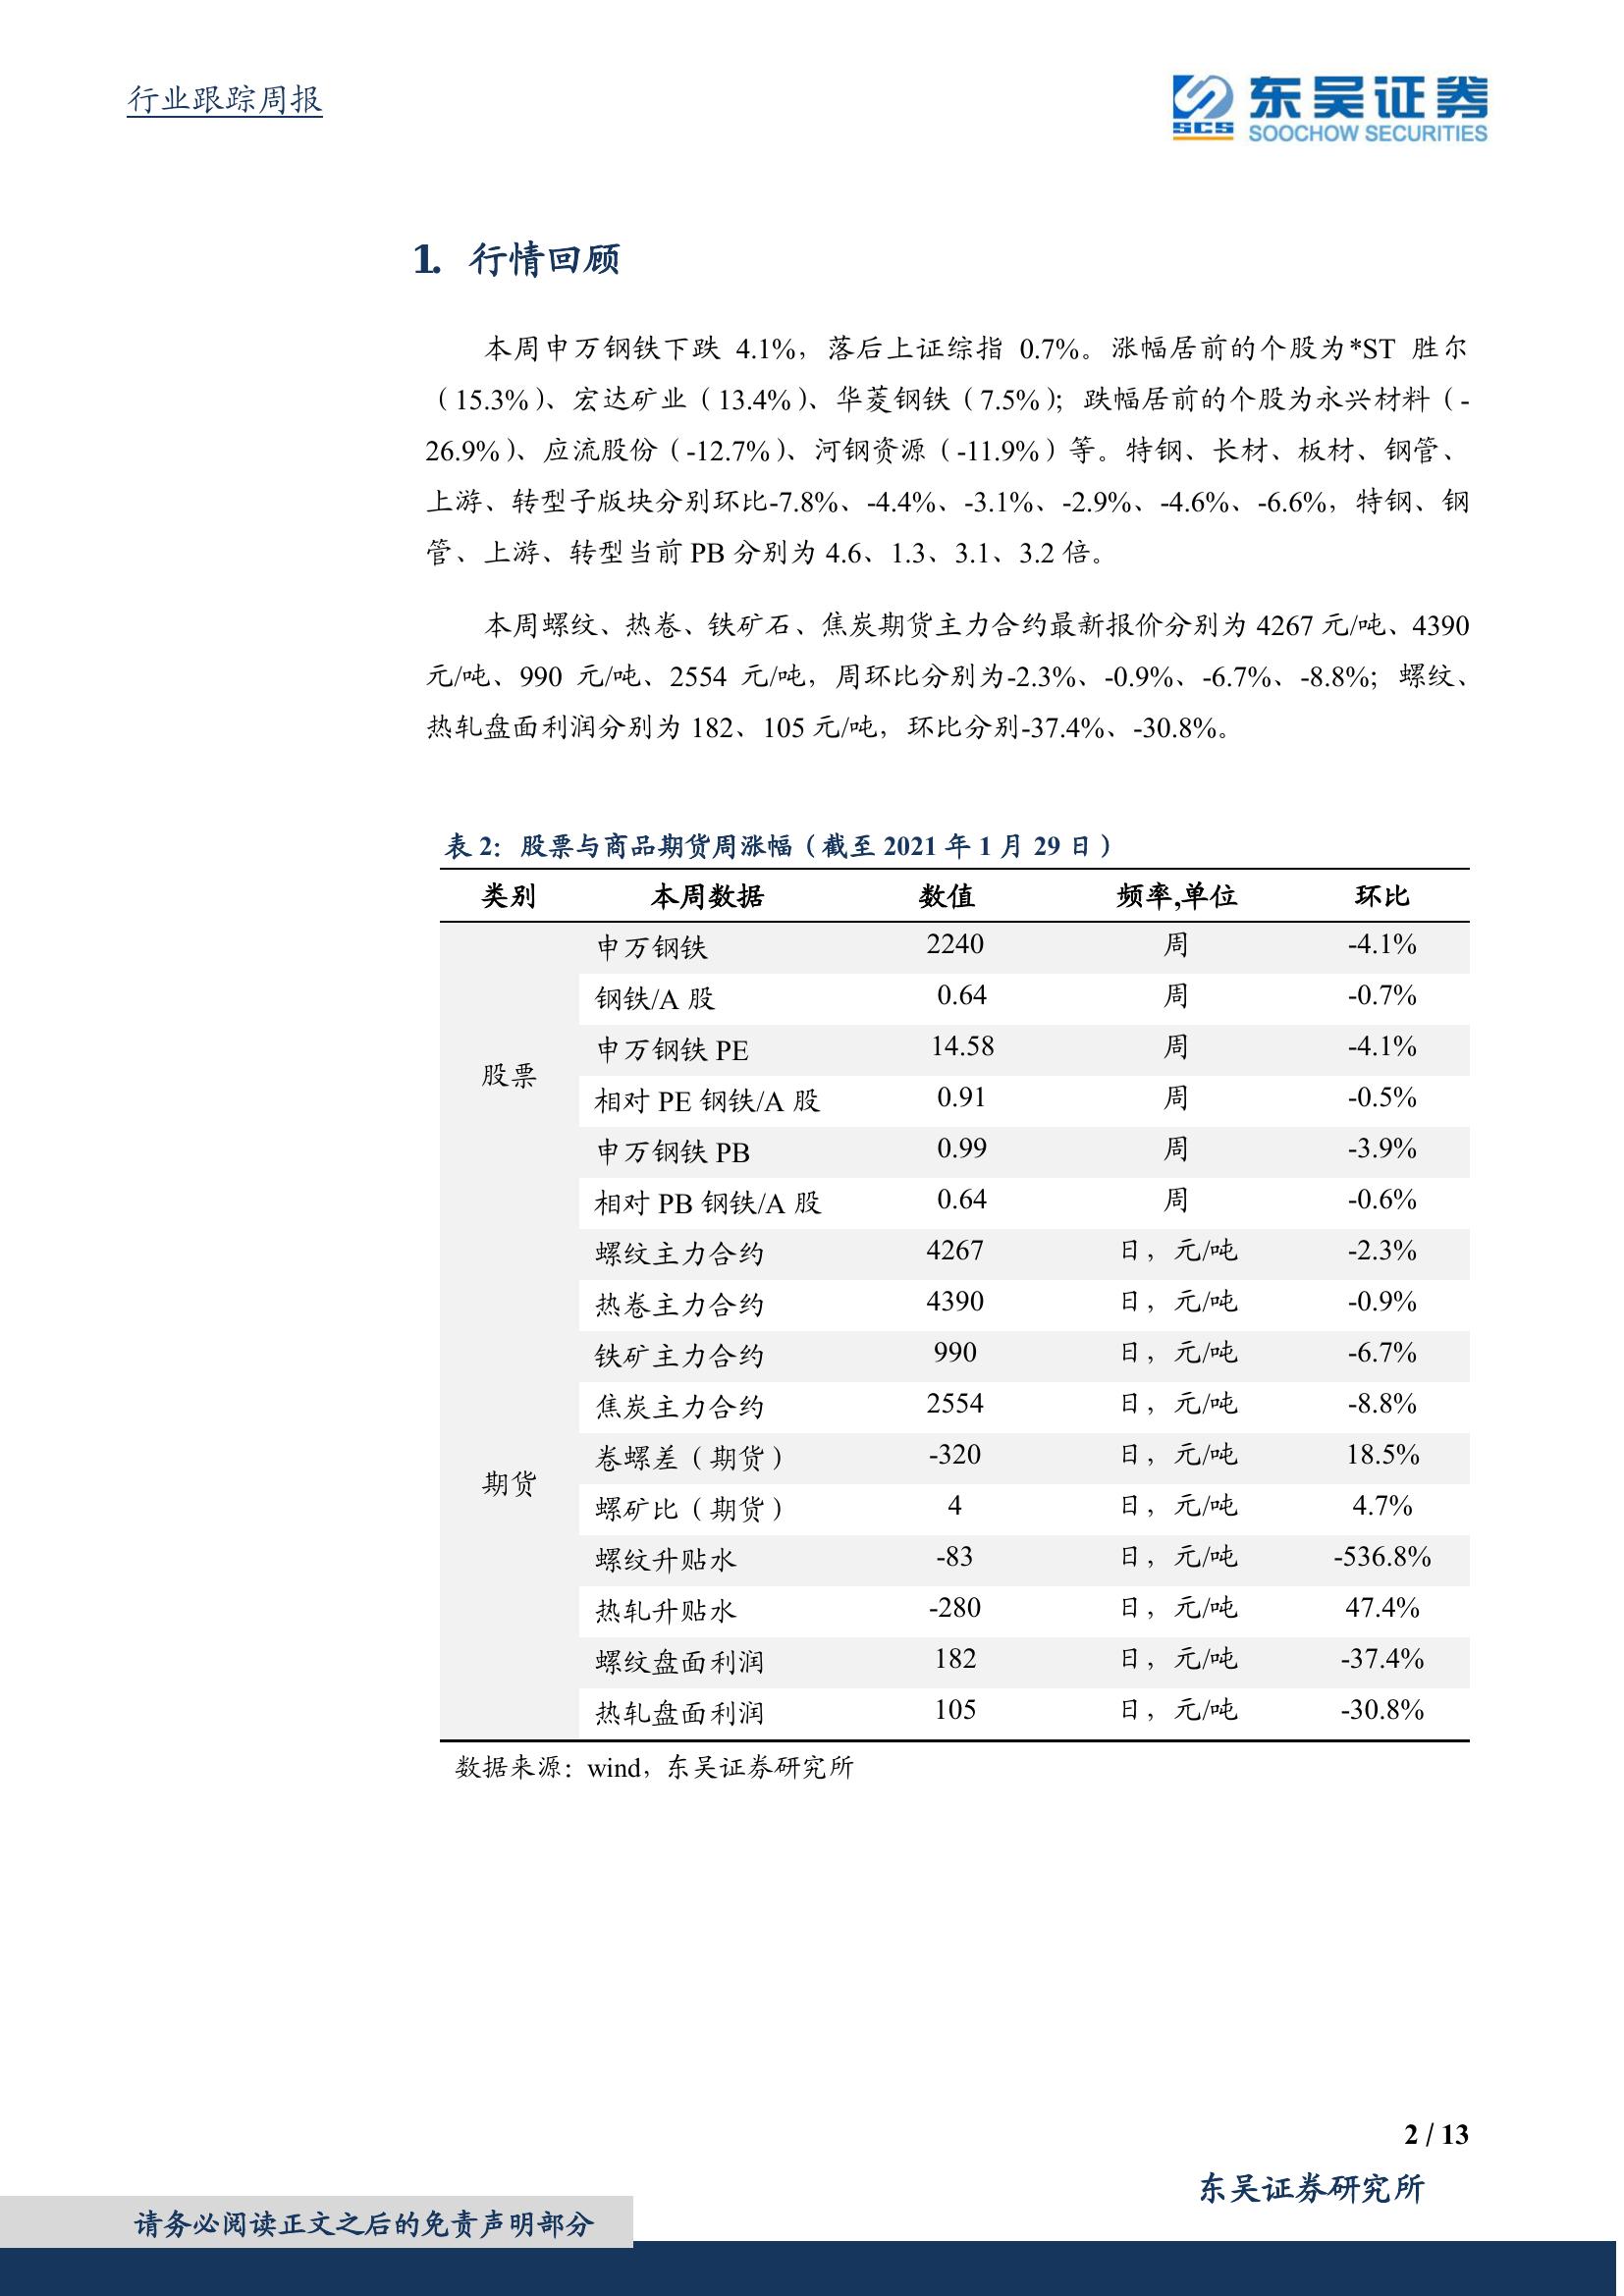 行业跟踪周报
SCS
东吴证券
SOOCHOW SECURITIES
1. 行情回顾
本周申万钢铁下跌 4.1%，落后上证综指 0.7%。涨幅居前的个股为*ST 胜尔
（15.3%）、宏达矿业（13.4%）、华菱钢铁（7.5%）；跌幅居前的个股为永兴材料（-
26.9%）、应流股份（-12.7%）、河钢资源（-11.9%）等。特钢、长材、板材、钢管、
上游、转型子版块分别环比-7.8%、-4.4%、-3.1%、-2.9%、-4.6%、-6.6%，特钢、钢
管、上游、转型当前 PB 分别为 4.6、1.3、3.1、3.2 倍。
本周螺纹、热卷、铁矿石、焦炭期货主力合约最新报价分别为 4267 元/吨、4390
元/吨、990 元/吨、2554 元/吨，周环比分别为-2.3%、-0.9%、-6.7%、-8.8%；螺纹、
热轧盘面利润分别为 182、105 元/吨，环比分别-37.4%、-30.8%。
表 2：股票与商品期货周涨幅（截至 2021 年 1 月 29 日）
类别 本周数据 数值 频率,单位 环比
申万钢铁 2240 周 -4.1%
钢铁/A 股 0.64 周 -0.7%
申万钢铁 PE 14.58 周 -4.1%
股票
相对 PE 钢铁/A 股 0.91 周 -0.5%
申万钢铁 PB 0.99 周 -3.9%
相对 PB 钢铁/A 股 0.64 周 -0.6%
螺纹主力合约 4267 日，元/吨 -2.3%
热卷主力合约 4390 日，元/吨 -0.9%
铁矿主力合约 990 日，元/吨 -6.7%
焦炭主力合约 2554 日，元/吨 -8.8%
卷螺差（期货） -320 日，元/吨 18.5%
期货
螺矿比（期货） 4 日，元/吨 4.7%
螺纹升贴水 -83 日，元/吨 -536.8%
热轧升贴水 -280 日，元/吨 47.4%
螺纹盘面利润 182 日，元/吨 -37.4%
热轧盘面利润 105 日，元/吨 -30.8%
数据来源：wind，东吴证券研究所
2 / 13
东吴证券研究所
请务必阅读正文之后的免责声明部分